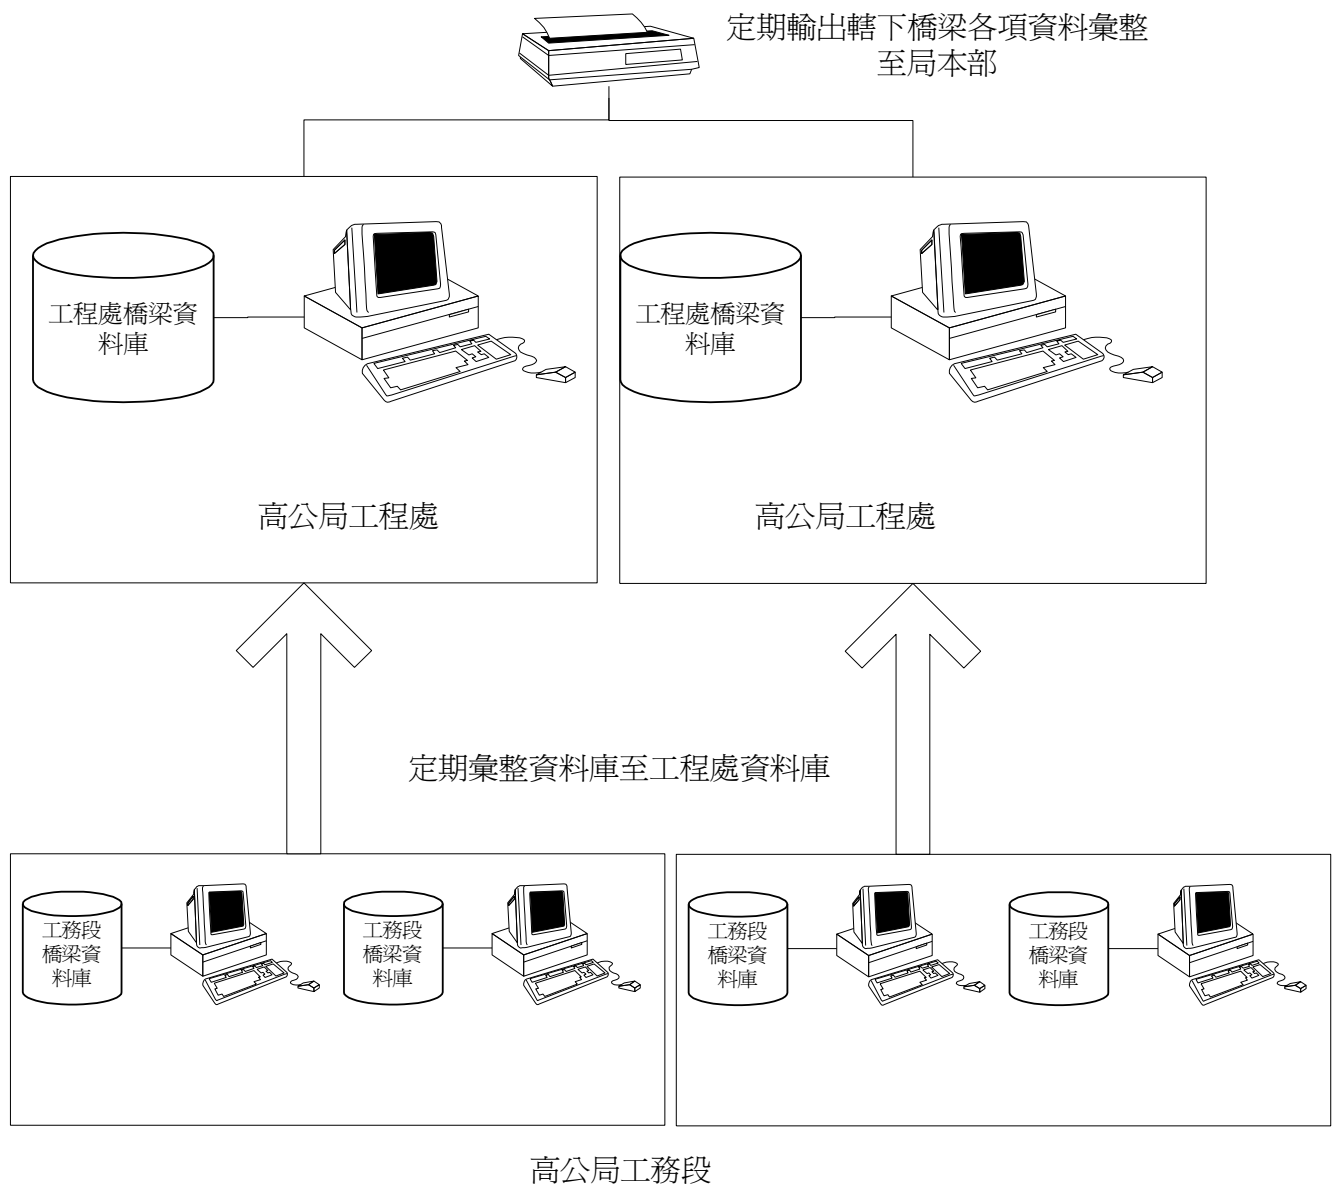 定期輸出轄下橋梁各項資料彙整
至局本部
工程處橋梁資
料庫
工程處橋梁資
料庫
高公局工程處
高公局工程處
定期彙整資料庫至工程處資料庫
工務段
橋梁資
料庫
工務段
橋梁資
料庫
工務段
橋梁資
料庫
工務段
橋梁資
料庫
高公局工務段